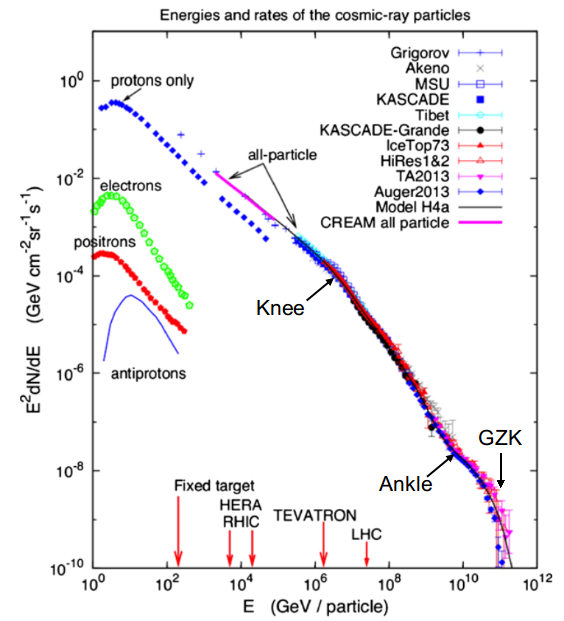 Energies and rates of the cosmic-ray particles
Grigorov
Akeno
MSU
KASCADE
Tibet
KASCADE-Grande
IceTop73
HiRes1&2
TA2013
Auger2013
Model H4a
CREAM all particle
protons only
all-particle
electrons
positrons
antiprotons
Knee
Ankle
GZK
Fixed target
HERA
RHIC
TEVATRON
LHC
10⁰
10⁻²
10⁻⁴
10⁻⁶
10⁻⁸
10⁻¹⁰
E²dN/dE (GeV cm⁻²sr⁻¹s⁻¹)
10⁰ 10² 10⁴ 10⁶ 10⁸ 10¹⁰ 10¹²
E (GeV / particle)